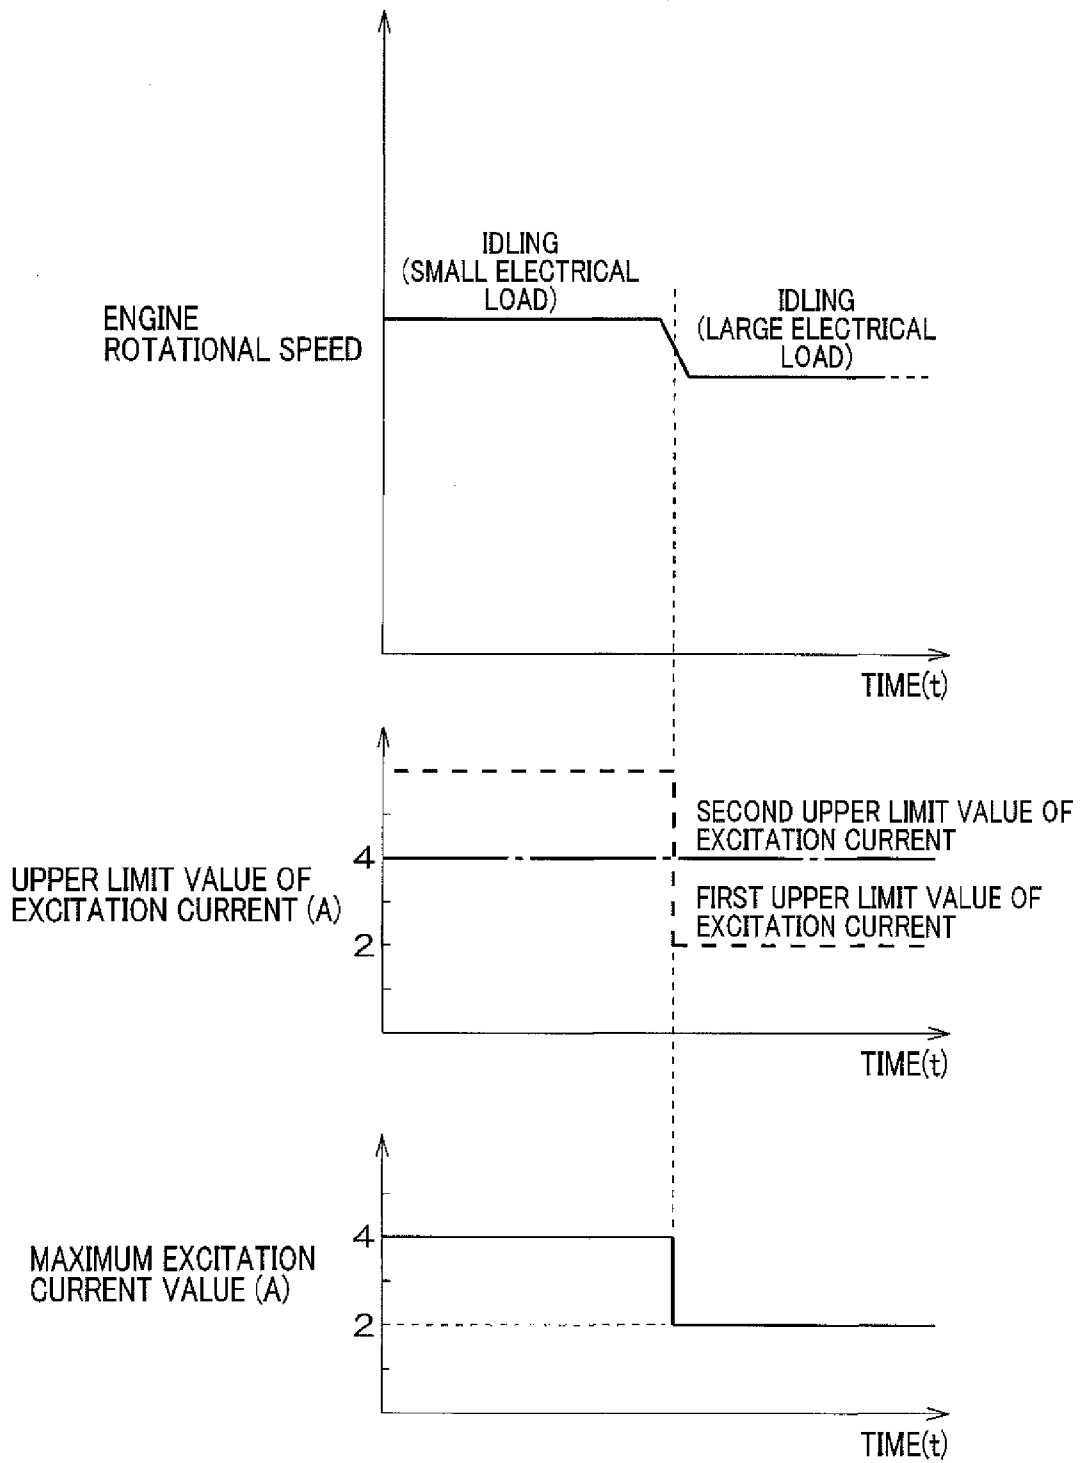 IDLING
(SMALL ELECTRICAL
LOAD)
IDLING
(LARGE ELECTRICAL
LOAD)
ENGINE
ROTATIONAL SPEED
TIME(t)
SECOND UPPER LIMIT VALUE OF
EXCITATION CURRENT
4
UPPER LIMIT VALUE OF
EXCITATION CURRENT (A)
FIRST UPPER LIMIT VALUE OF
EXCITATION CURRENT
2
TIME(t)
4
MAXIMUM EXCITATION
CURRENT VALUE (A)
2
TIME(t)